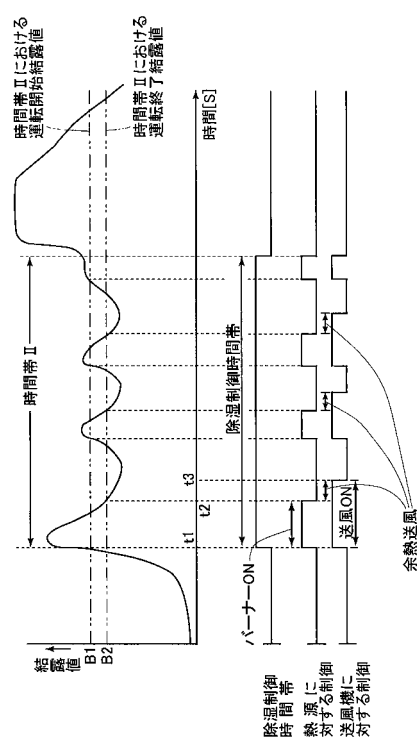 時間帯Ⅱにおける
運転開始結露値
時間帯Ⅱにおける
運転終了結露値
時間[S]
時間帯Ⅱ
結露値
B1
B2
t1
t2
t3
除湿制御時間帯
バーナーON
送風ON
余熱送風
除湿制御
時間帯
熱源に
対する制御
送風機に
対する制御